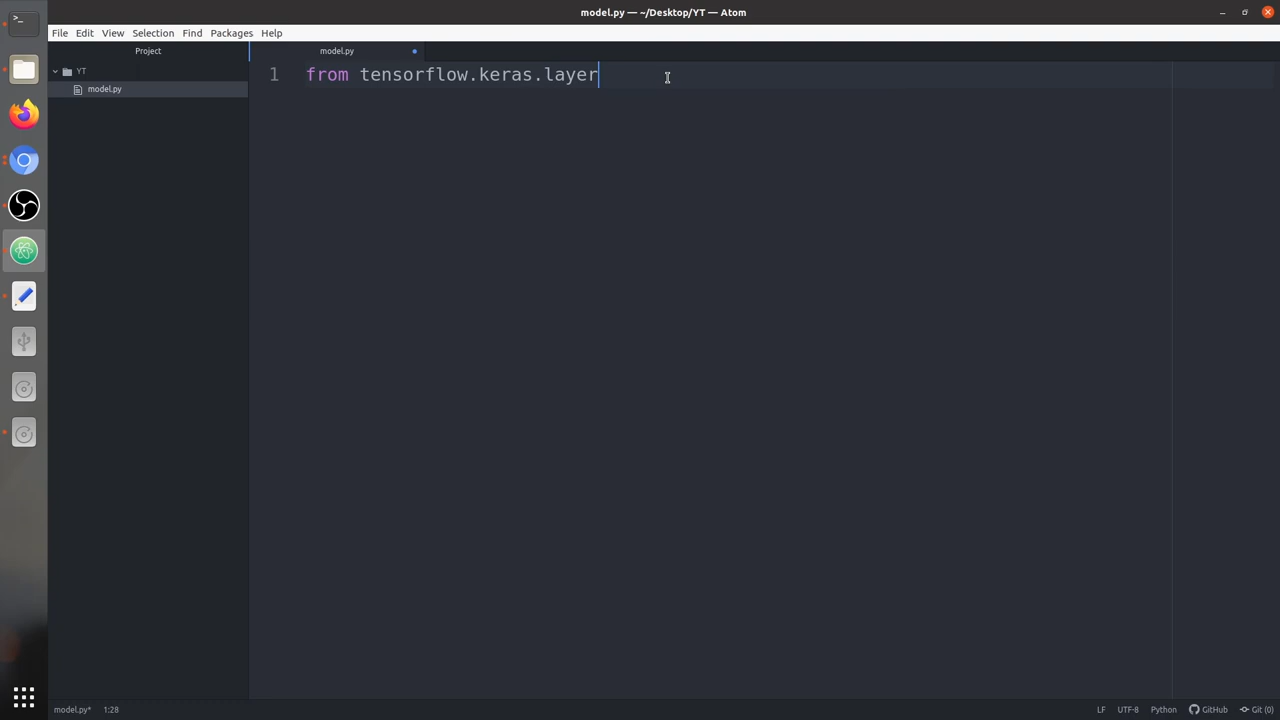 model.py — ~/Desktop/YT — Atom
File Edit View Selection Find Packages Help
Project
model.py
YT
model.py
1 from tensorflow.keras.layer
model.py* 1:28
LF UTF-8 Python GitHub Git (0)